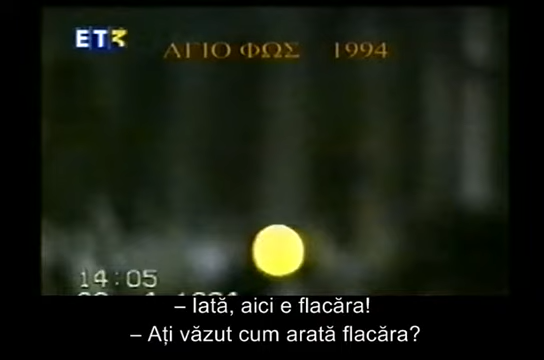 ET3
ΑΓΙΟ ΦΩΣ 1994
14:05
– Iată, aici e flacăra!
– Ați văzut cum arată flacăra?